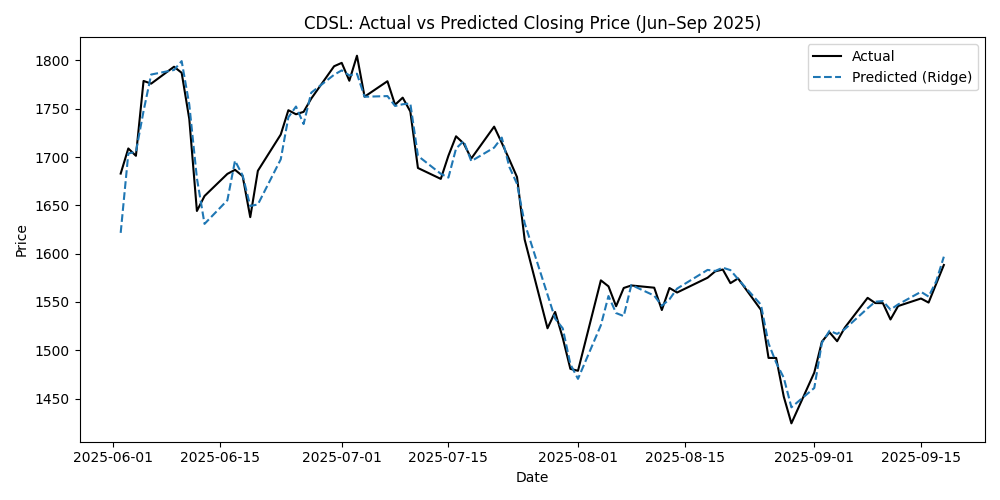 CDSL: Actual vs Predicted Closing Price (Jun–Sep 2025)
Actual
Predicted (Ridge)
Price
1800
1750
1700
1650
1600
1550
1500
1450
2025-06-01 2025-06-15 2025-07-01 2025-07-15 2025-08-01 2025-08-15 2025-09-01 2025-09-15
Date